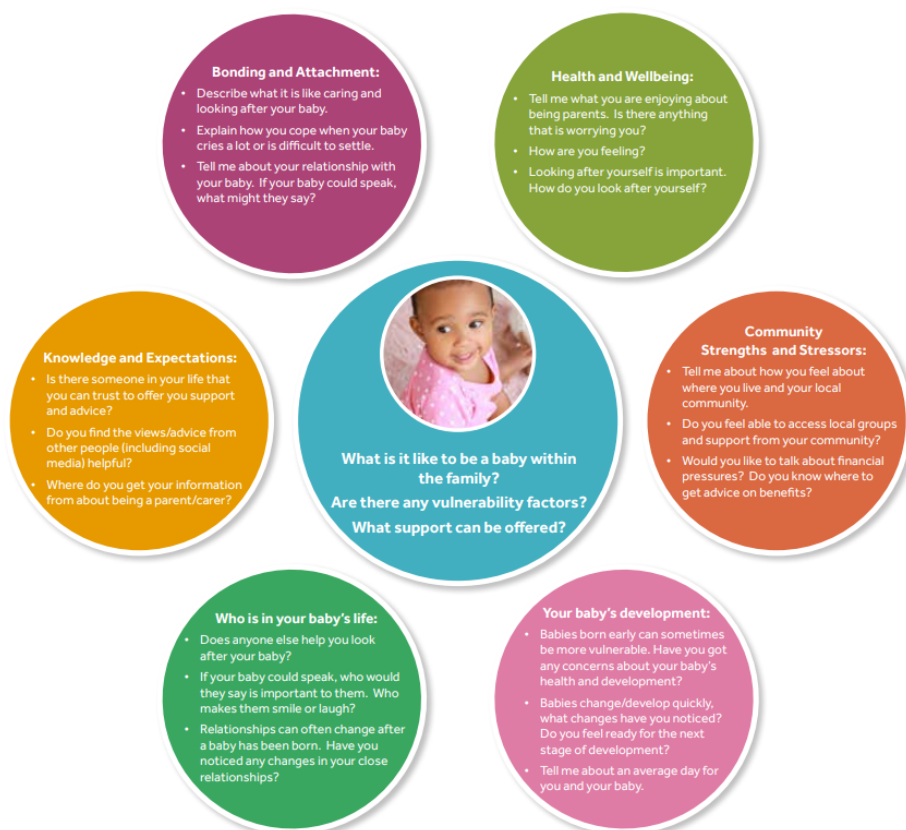 Bonding and Attachment:
• Describe what it is like caring and
looking after your baby.
• Explain how you cope when your baby
cries a lot or is difficult to settle.
• Tell me about your relationship with
your baby. If your baby could speak,
what might they say?
Health and Wellbeing:
• Tell me what you are enjoying about
being parents. Is there anything
that is worrying you?
• How are you feeling?
• Looking after yourself is important.
How do you look after yourself?
Knowledge and Expectations:
• Is there someone in your life that
you can trust to offer you support
and advice?
• Do you find the views/advice from
other people (including social
media) helpful?
• Where do you get your information
from about being a parent/carer?
What is it like to be a baby within
the family?
Are there any vulnerability factors?
What support can be offered?
Community
Strengths and Stressors:
• Tell me about how you feel about
where you live and your local
community.
• Do you feel able to access local groups
and support from your community?
• Would you like to talk about financial
pressures? Do you know where to
get advice on benefits?
Who is in your baby's life:
• Does anyone else help you look
after your baby?
• If your baby could speak, who would
they say is important to them. Who
makes them smile or laugh?
• Relationships can often change after
a baby has been born. Have you
noticed any changes in your close
relationships?
Your baby's development:
• Babies born early can sometimes
be more vulnerable. Have you got
any concerns about your baby's
health and development?
• Babies change/develop quickly,
what changes have you noticed?
Do you feel ready for the next
stage of development?
• Tell me about an average day for
you and your baby.